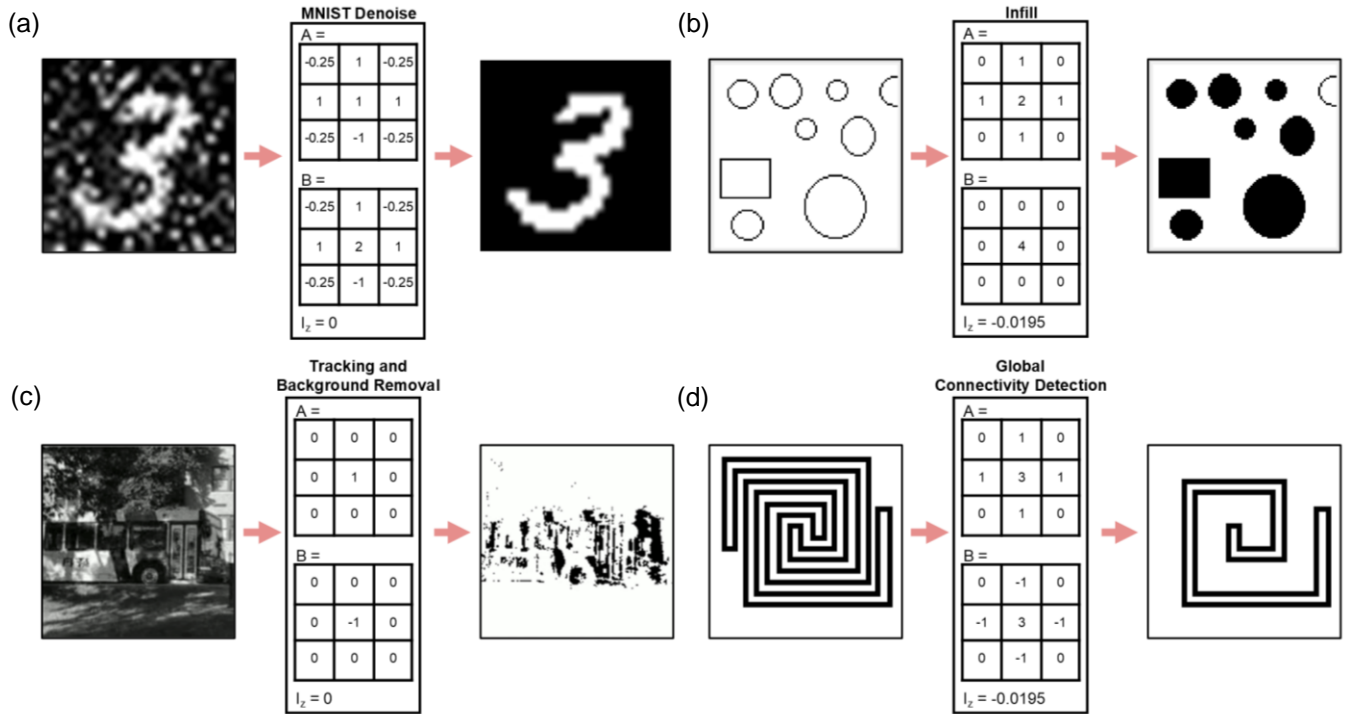 (a)
MNIST Denoise
A =
-0.25 1 -0.25
1 1 1
-0.25 -1 -0.25
B =
-0.25 1 -0.25
1 2 1
-0.25 -1 -0.25
I_z = 0
(b)
Infill
A =
0 1 0
1 2 1
0 1 0
B =
0 0 0
0 4 0
0 0 0
I_z = -0.0195
(c)
Tracking and
Background Removal
A =
0 0 0
0 1 0
0 0 0
B =
0 0 0
0 -1 0
0 0 0
I_z = 0
(d)
Global
Connectivity Detection
A =
0 1 0
1 3 1
0 1 0
B =
0 -1 0
-1 3 -1
0 -1 0
I_z = -0.0195